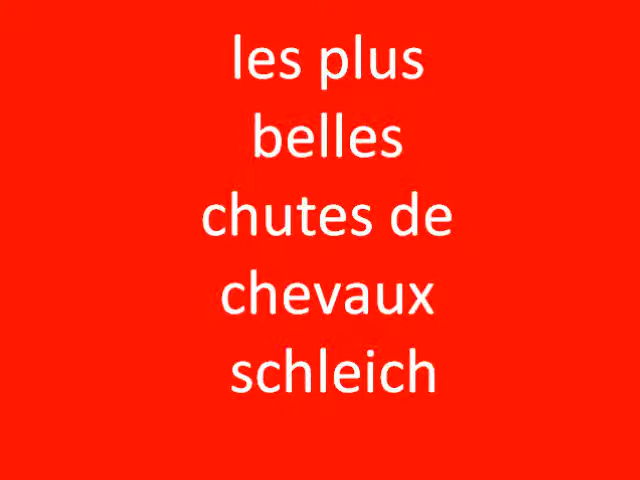 les plus
belles
chutes de
chevaux
schleich